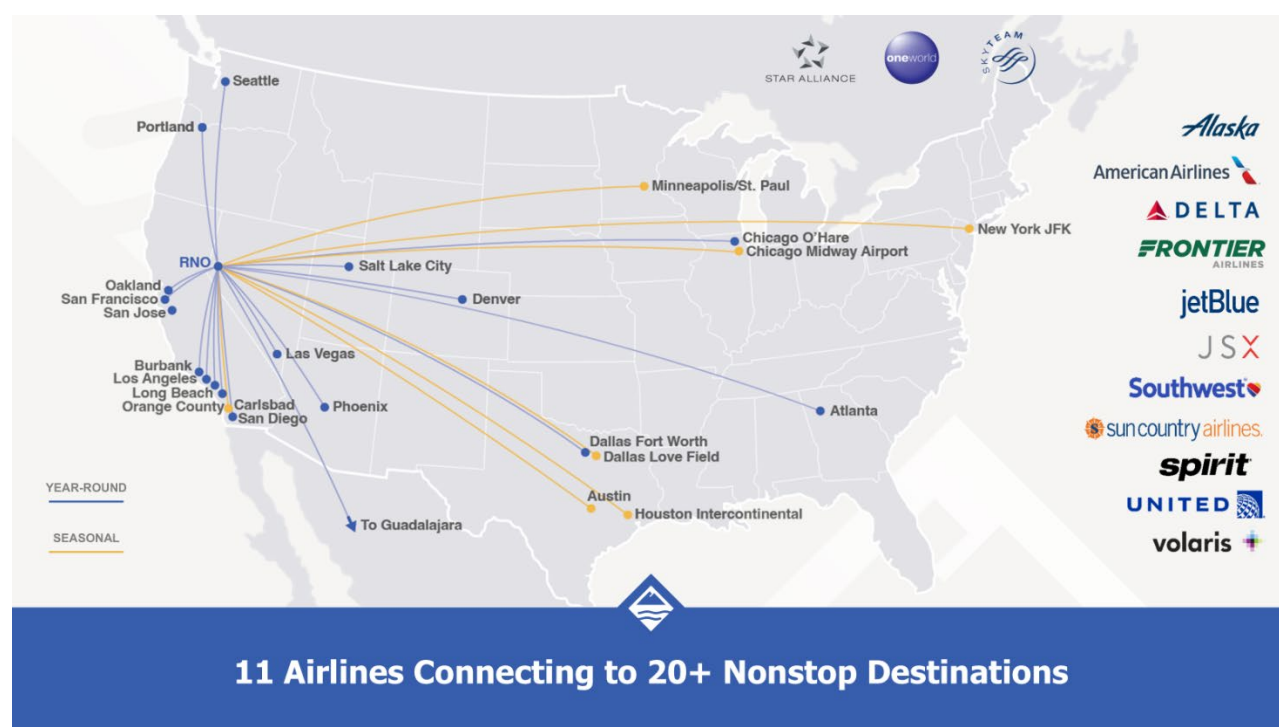 STAR ALLIANCE
oneworld
SKYTEAM
Seattle
Portland
Alaska
American Airlines
Minneapolis/St. Paul
DELTA
New York JFK
Chicago O'Hare
Chicago Midway Airport
FRONTIER
AIRLINES
RNO
Salt Lake City
Oakland
San Francisco
San Jose
Denver
jetBlue
JSX
Las Vegas
Burbank
Los Angeles
Long Beach
Orange County
Carlsbad
San Diego
Phoenix
Atlanta
Southwest
S
sun country airlines.
Dallas Fort Worth
Dallas Love Field
spirit
YEAR-ROUND
Austin
Houston Intercontinental
UNITED
To Guadalajara
SEASONAL
volaris
11 Airlines Connecting to 20+ Nonstop Destinations